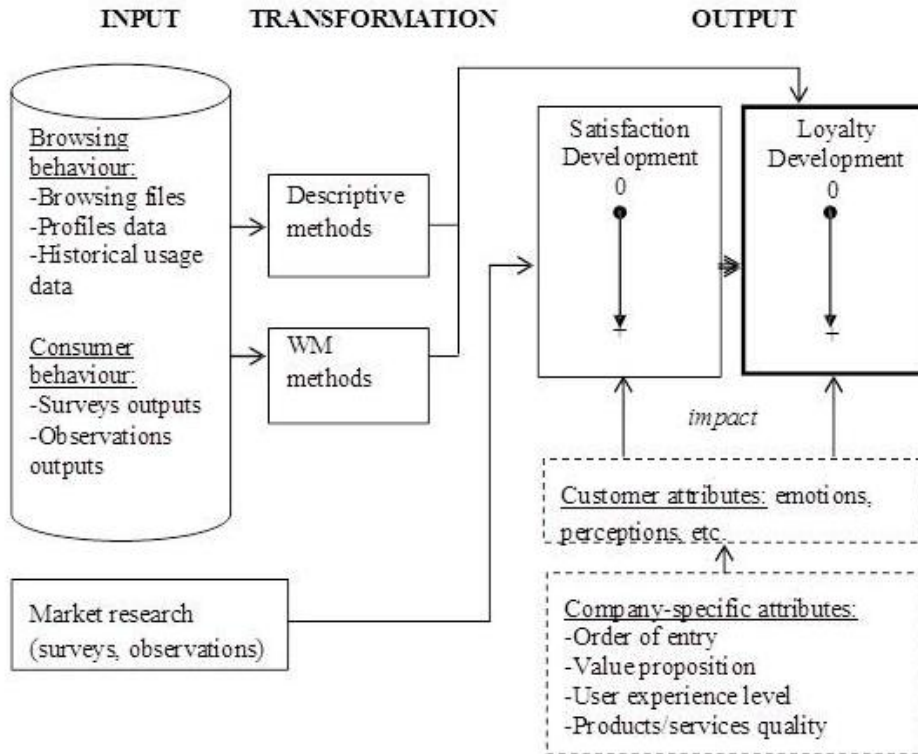 INPUT TRANSFORMATION OUTPUT
Browsing
behaviour:
-Browsing files
-Profiles data
-Historical usage
data
Consumer
behaviour:
-Surveys outputs
-Observations
outputs
Market research
(surveys, observations)
Descriptive
methods
WM
methods
Satisfaction
Development
0
+
Loyalty
Development
0
+
impact
Customer attributes: emotions,
perceptions, etc.
Company-specific attributes:
-Order of entry
-Value proposition
-User experience level
-Products/services quality